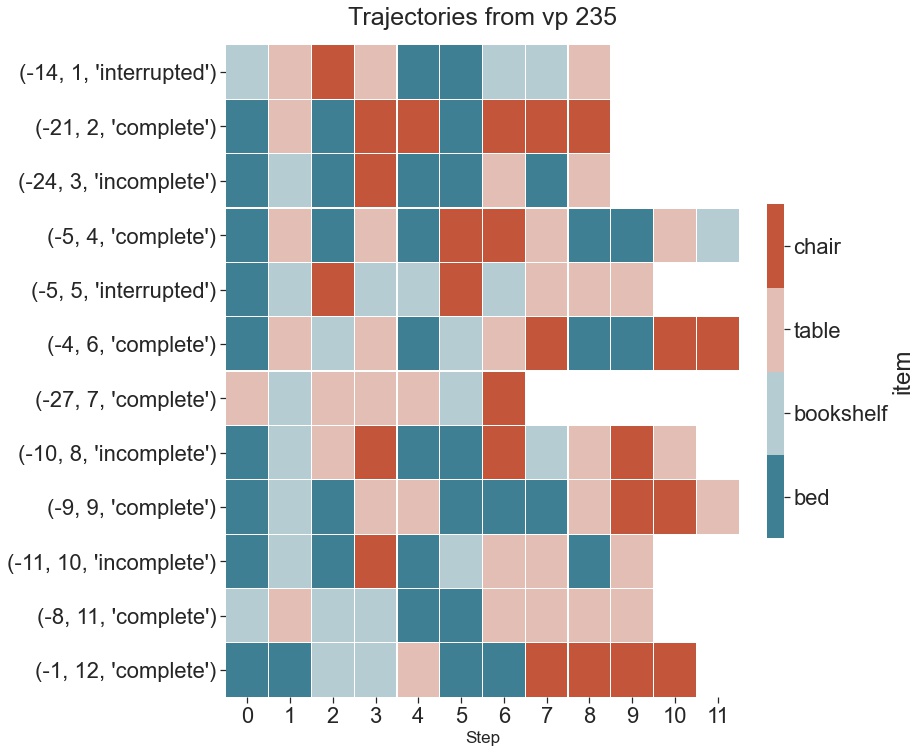 Trajectories from vp 235
(-14, 1, 'interrupted')
(-21, 2, 'complete')
(-24, 3, 'incomplete')
(-5, 4, 'complete')
(-5, 5, 'interrupted')
(-4, 6, 'complete')
(-27, 7, 'complete')
(-10, 8, 'incomplete')
(-9, 9, 'complete')
(-11, 10, 'incomplete')
(-8, 11, 'complete')
(-1, 12, 'complete')
0 1 2 3 4 5 6 7 8 9 10 11
Step
chair
table
bookshelf
bed
item